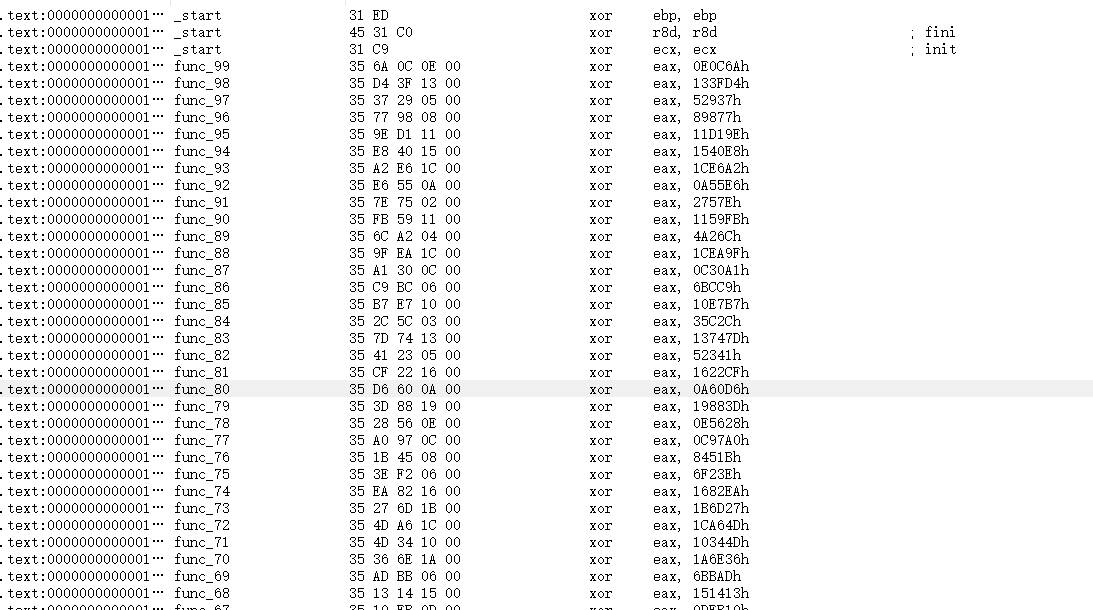 .text:0000000000001… _start 31 ED xor ebp, ebp
.text:0000000000001… _start 45 31 C0 xor r8d, r8d ; fini
.text:0000000000001… _start 31 C9 xor ecx, ecx ; init
.text:0000000000001… func_99 35 6A 0C 0E 00 xor eax, 0E0C6Ah
.text:0000000000001… func_98 35 D4 3F 13 00 xor eax, 133FD4h
.text:0000000000001… func_97 35 37 29 05 00 xor eax, 52937h
.text:0000000000001… func_96 35 77 98 08 00 xor eax, 89877h
.text:0000000000001… func_95 35 9E D1 11 00 xor eax, 11D19Eh
.text:0000000000001… func_94 35 E8 40 15 00 xor eax, 1540E8h
.text:0000000000001… func_93 35 A2 E6 1C 00 xor eax, 1CE6A2h
.text:0000000000001… func_92 35 E6 55 0A 00 xor eax, 0A55E6h
.text:0000000000001… func_91 35 7E 75 02 00 xor eax, 2757Eh
.text:0000000000001… func_90 35 FB 59 11 00 xor eax, 1159FBh
.text:0000000000001… func_89 35 6C A2 04 00 xor eax, 4A26Ch
.text:0000000000001… func_88 35 9F EA 1C 00 xor eax, 1CEA9Fh
.text:0000000000001… func_87 35 A1 30 0C 00 xor eax, 0C30A1h
.text:0000000000001… func_86 35 C9 BC 06 00 xor eax, 6BCC9h
.text:0000000000001… func_85 35 B7 E7 10 00 xor eax, 10E7B7h
.text:0000000000001… func_84 35 2C 5C 03 00 xor eax, 35C2Ch
.text:0000000000001… func_83 35 7D 74 13 00 xor eax, 13747Dh
.text:0000000000001… func_82 35 41 23 05 00 xor eax, 52341h
.text:0000000000001… func_81 35 CF 22 16 00 xor eax, 1622CFh
.text:0000000000001… func_80 35 D6 60 0A 00 xor eax, 0A60D6h
.text:0000000000001… func_79 35 3D 88 19 00 xor eax, 19883Dh
.text:0000000000001… func_78 35 28 56 0E 00 xor eax, 0E5628h
.text:0000000000001… func_77 35 A0 97 0C 00 xor eax, 0C97A0h
.text:0000000000001… func_76 35 1B 45 08 00 xor eax, 8451Bh
.text:0000000000001… func_75 35 3E F2 06 00 xor eax, 6F23Eh
.text:0000000000001… func_74 35 EA 82 16 00 xor eax, 1682EAh
.text:0000000000001… func_73 35 27 6D 1B 00 xor eax, 1B6D27h
.text:0000000000001… func_72 35 4D A6 1C 00 xor eax, 1CA64Dh
.text:0000000000001… func_71 35 4D 34 10 00 xor eax, 10344Dh
.text:0000000000001… func_70 35 36 6E 1A 00 xor eax, 1A6E36h
.text:0000000000001… func_69 35 AD BB 06 00 xor eax, 6BBADh
.text:0000000000001… func_68 35 13 14 15 00 xor eax, 151413h